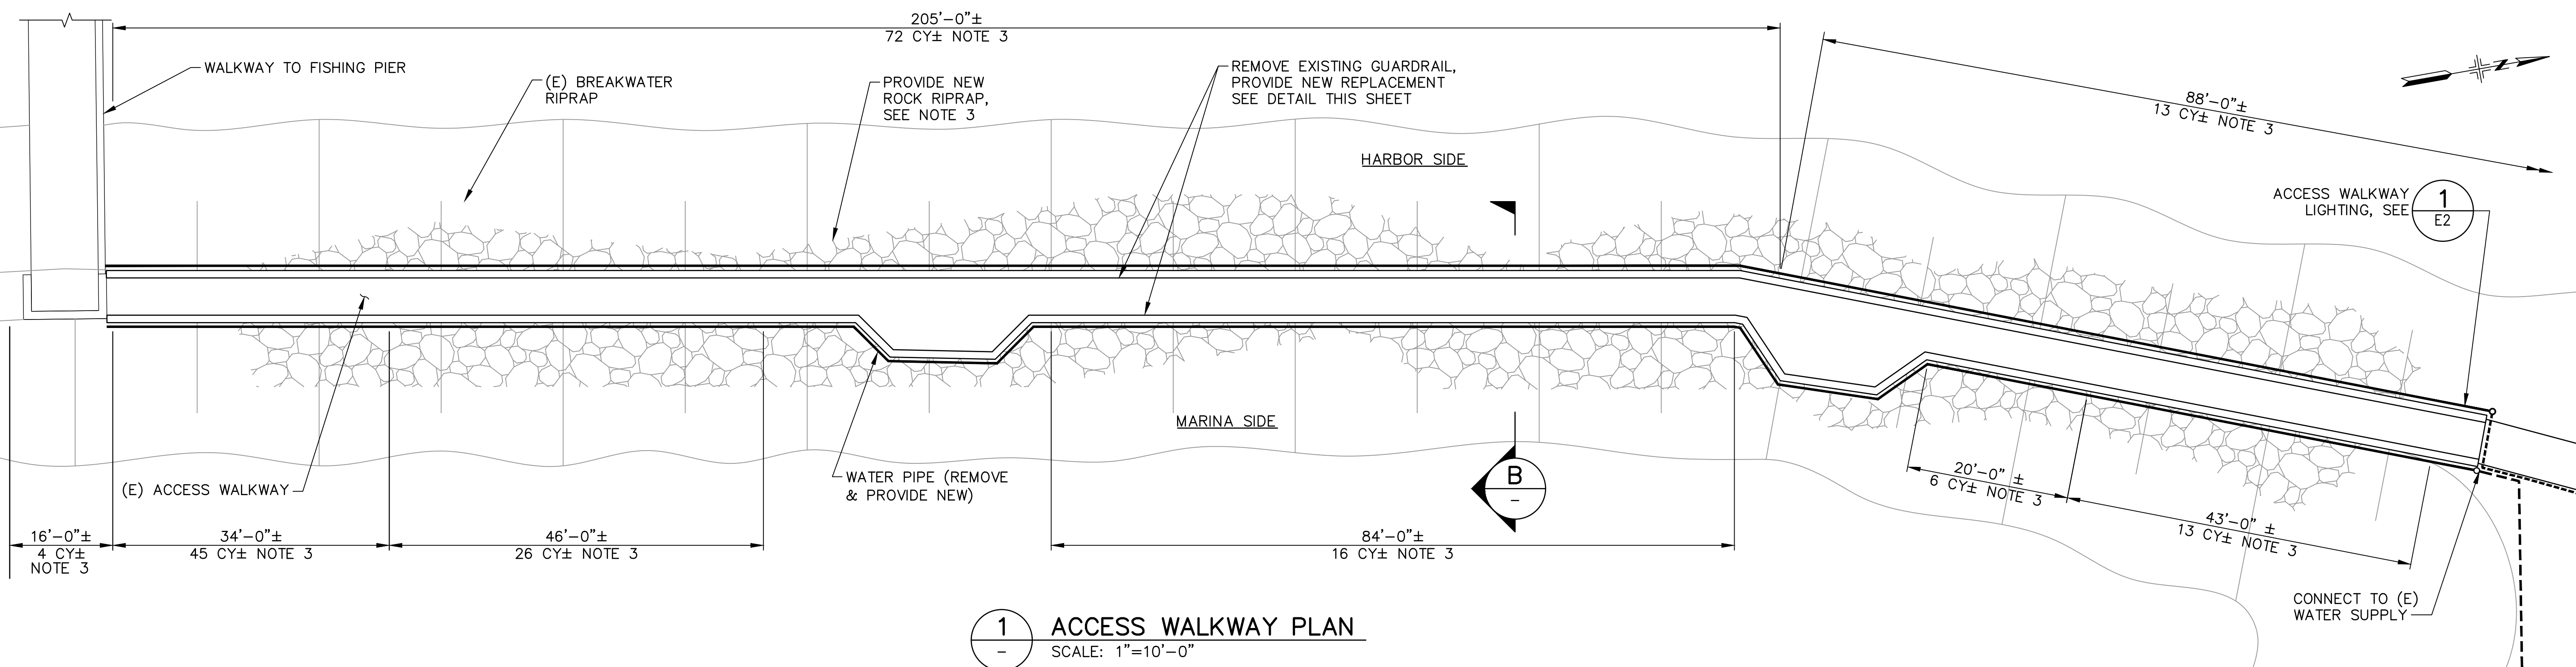 205'-0"±
72 CY± NOTE 3
WALKWAY TO FISHING PIER
(E) BREAKWATER
RIPRAP
PROVIDE NEW
ROCK RIPRAP,
SEE NOTE 3
REMOVE EXISTING GUARDRAIL,
PROVIDE NEW REPLACEMENT
SEE DETAIL THIS SHEET
88'-0"±
13 CY± NOTE 3
N
HARBOR SIDE
ACCESS WALKWAY
LIGHTING, SEE
1
E2
MARINA SIDE
(E) ACCESS WALKWAY
WATER PIPE (REMOVE
& PROVIDE NEW)
B
-
20'-0" ±
6 CY± NOTE 3
43'-0" ±
13 CY± NOTE 3
16'-0"±
4 CY±
NOTE 3
34'-0"±
45 CY± NOTE 3
46'-0"±
26 CY± NOTE 3
84'-0"±
16 CY± NOTE 3
CONNECT TO (E)
WATER SUPPLY
1
-
ACCESS WALKWAY PLAN
SCALE: 1"=10'-0"